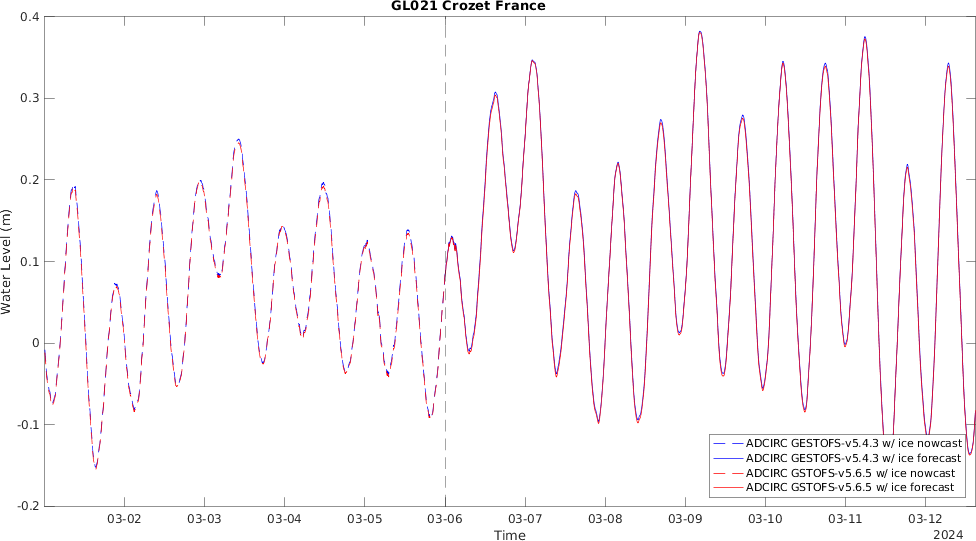 GL021 Crozet France
0.4
0.3
0.2
0.1
0
-0.1
-0.2
Water Level (m)
ADCIRC GESTOFS-v5.4.3 w/ ice nowcast
ADCIRC GESTOFS-v5.4.3 w/ ice forecast
ADCIRC GSTOFS-v5.6.5 w/ ice nowcast
ADCIRC GSTOFS-v5.6.5 w/ ice forecast
03-02 03-03 03-04 03-05 03-06 03-07 03-08 03-09 03-10 03-11 03-12
Time
2024